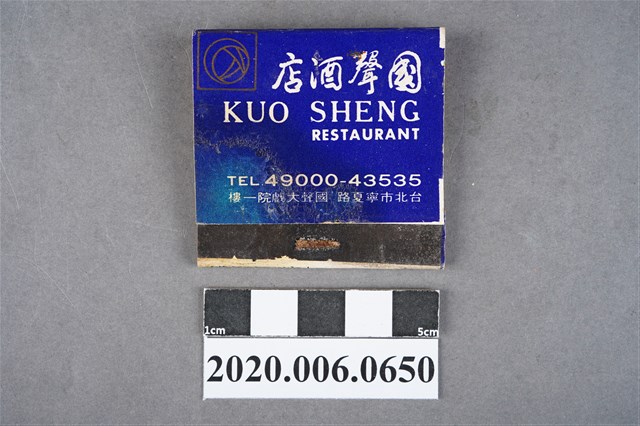 店酒聲國
KUO SHENG
RESTAURANT
TEL.49000-43535
樓一院戲大聲國 路夏寧市北台
1cm
5cm
2020.006.0650